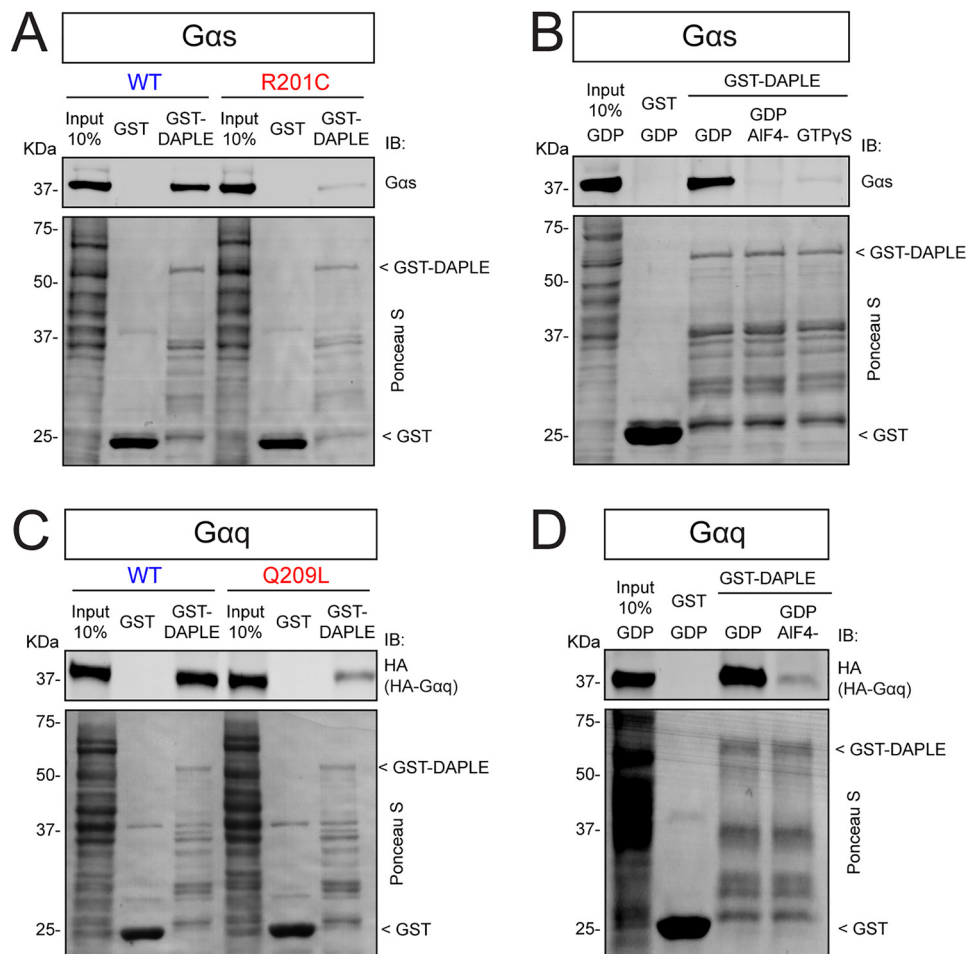 A
Gαs
WT R201C
Input 10% GST GST-DAPLE Input 10% GST GST-DAPLE
KDa IB:
37- Gαs
75-
50- < GST-DAPLE
37- Ponceau S
25- < GST
B
Gαs
Input 10% GST GST-DAPLE
GDP GDP GDP GDP AlF4- GTPγS
KDa IB:
37- Gαs
75-
< GST-DAPLE
50-
37- Ponceau S
25- < GST
C
Gαq
WT Q209L
Input 10% GST GST-DAPLE Input 10% GST GST-DAPLE
KDa IB:
37- HA (HA-Gαq)
75-
< GST-DAPLE
50-
37- Ponceau S
25- < GST
D
Gαq
Input 10% GST GST-DAPLE
GDP GDP GDP GDP AlF4-
KDa IB:
37- HA (HA-Gαq)
75-
< GST-DAPLE
50-
37- Ponceau S
25- < GST